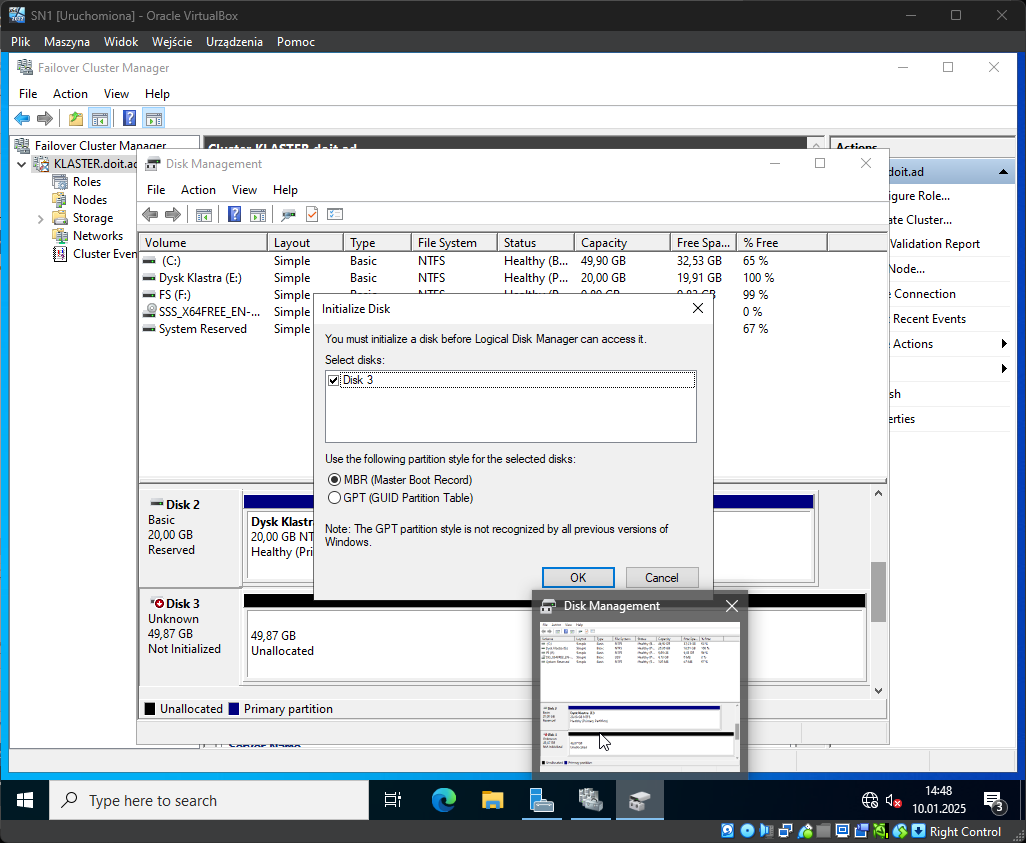 SN1 [Uruchomiona] - Oracle VirtualBox
Plik Maszyna Widok Wejście Urządzenia Pomoc
Failover Cluster Manager
File Action View Help
Failover Cluster Manager
KLASTER.doit.ad
Roles
Nodes
Storage
Networks
Cluster Even
Cluster KLASTER.doit.ad
Actions
doit.ad
gure Role...
ate Cluster...
Validation Report
Node...
Connection
Recent Events
Actions
sh
erties
Disk Management
File Action View Help
Volume Layout Type File System Status Capacity Free Spa... % Free
(C:) Simple Basic NTFS Healthy (B... 49,90 GB 32,53 GB 65 %
Dysk Klastra (E:) Simple Basic NTFS Healthy (P... 20,00 GB 19,91 GB 100 %
FS (F:) Simple Basic NTFS Healthy (P... 99 %
SSS_X64FREE_EN-... Simple 0 %
System Reserved Simple 67 %
Initialize Disk
You must initialize a disk before Logical Disk Manager can access it.
Select disks:
Disk 3
Use the following partition style for the selected disks:
MBR (Master Boot Record)
GPT (GUID Partition Table)
Note: The GPT partition style is not recognized by all previous versions of
Windows.
OK Cancel
Disk 2
Basic
20,00 GB
Reserved
Dysk Klastr
20,00 GB NT
Healthy (Pri
Disk 3
Unknown
49,87 GB
Not Initialized
49,87 GB
Unallocated
Unallocated Primary partition
Disk Management
Server Name
Type here to search
14:48
10.01.2025
3
Right Control